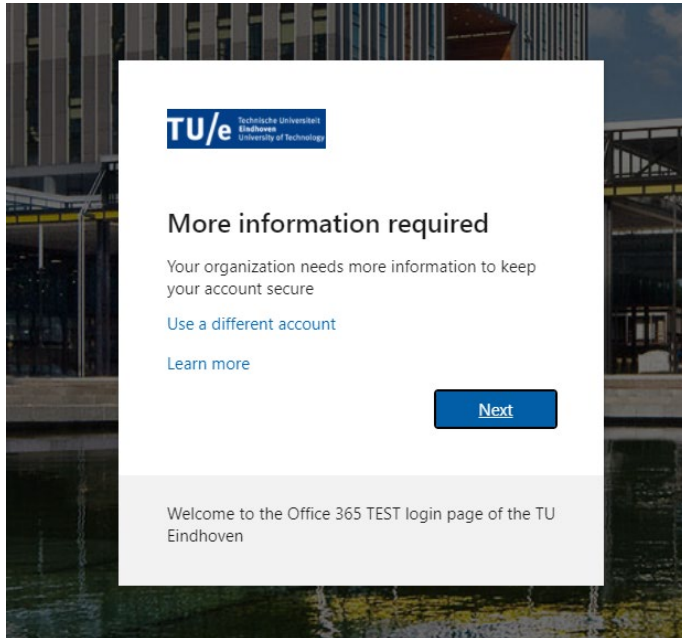 TU/e Technische Universiteit
Eindhoven
University of Technology
More information required
Your organization needs more information to keep
your account secure
Use a different account
Learn more
Next
Welcome to the Office 365 TEST login page of the TU
Eindhoven